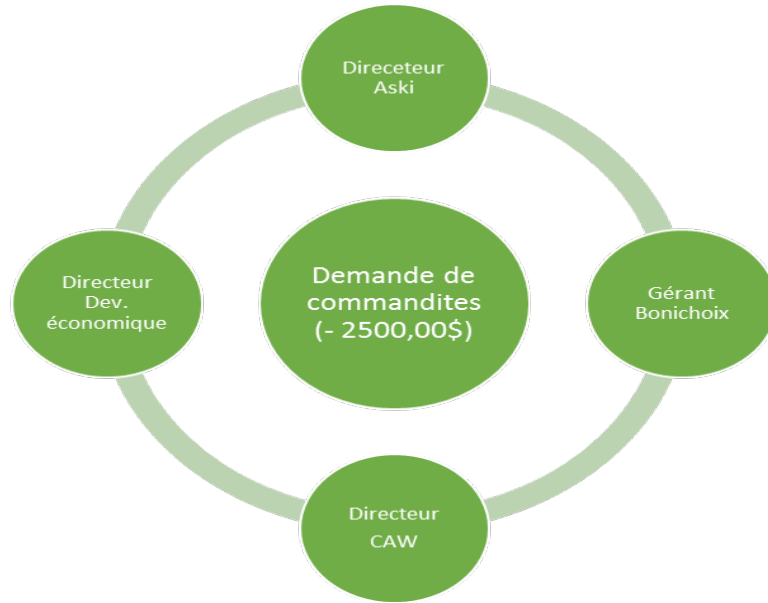 Direceteur
Aski
Demande de
commandites
(- 2500,00$)
Directeur
Dev.
économique
Gérant
Bonichoix
Directeur
CAW